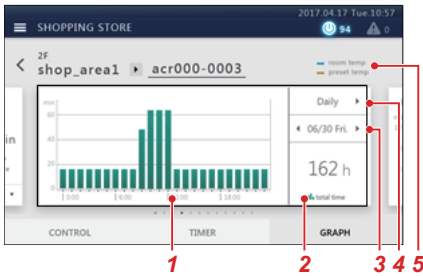 2017.04.17 Tue.10:57
SHOPPING STORE
94
0
2F
shop_area1 acr000-0003
room temp
preset temp
min
60
40
20
0
0:00 6:00 18:00
Daily
06/30 Fri.
162 h
total time
in
CONTROL TIMER GRAPH
1 2 3 4 5